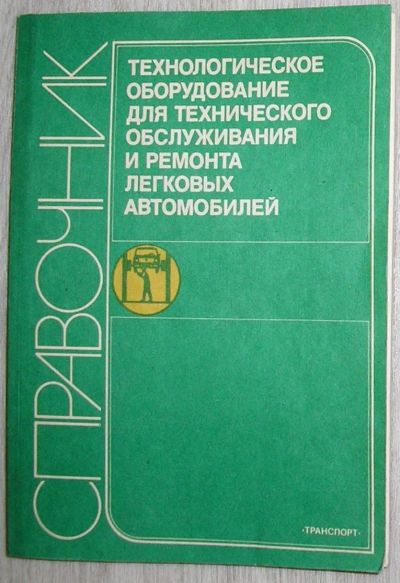 СПРАВОЧНИК
ТЕХНОЛОГИЧЕСКОЕ
ОБОРУДОВАНИЕ
ДЛЯ ТЕХНИЧЕСКОГО
ОБСЛУЖИВАНИЯ
И РЕМОНТА
ЛЕГКОВЫХ
АВТОМОБИЛЕЙ
«ТРАНСПОРТ»